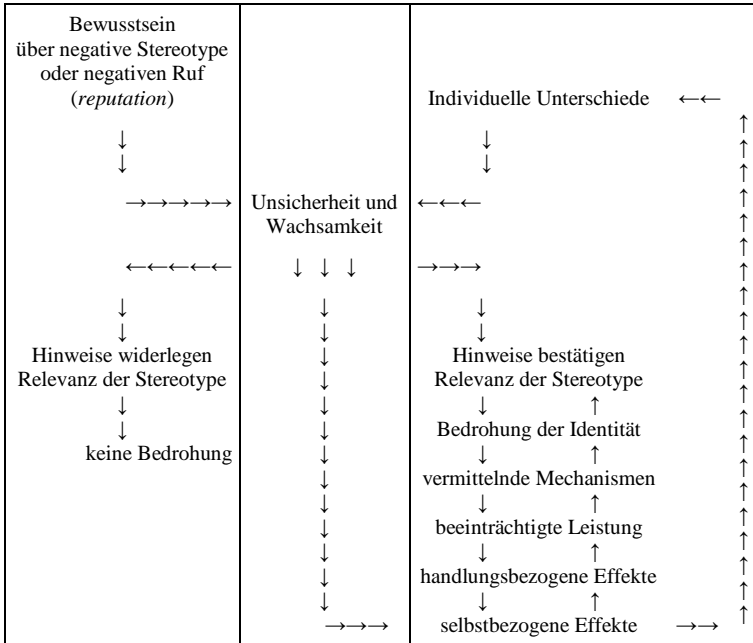 Bewusstsein
über negative Stereotype
oder negativen Ruf
(reputation)
Individuelle Unterschiede ←←
↓ ↓
↓ ↓
→→→→→ Unsicherheit und ←←←
Wachsamkeit
←←←←← ↓ ↓ ↓ →→→
↓ ↓ ↓
↓ ↓ ↓
Hinweise widerlegen
Relevanz der Stereotype
↓
↓
keine Bedrohung
Hinweise bestätigen
Relevanz der Stereotype
↓ ↑
Bedrohung der Identität
↓ ↑
vermittelnde Mechanismen
↓ ↑
beeinträchtigte Leistung
↓ ↑
handlungsbezogene Effekte
↓ ↑
→→→ selbstbezogene Effekte →→